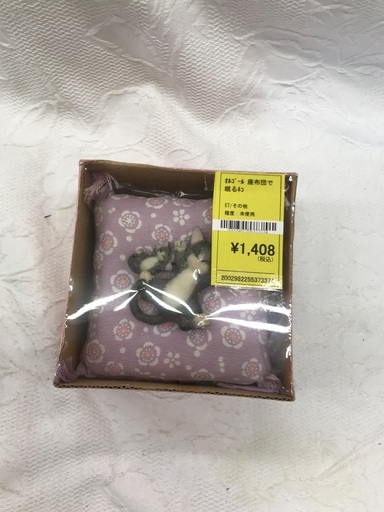 ｵﾙｺﾞｰﾙ 座布団で
眠るﾈｺ
ET/その他
程度：未使用
¥1,408
(税込)
2002982255373374